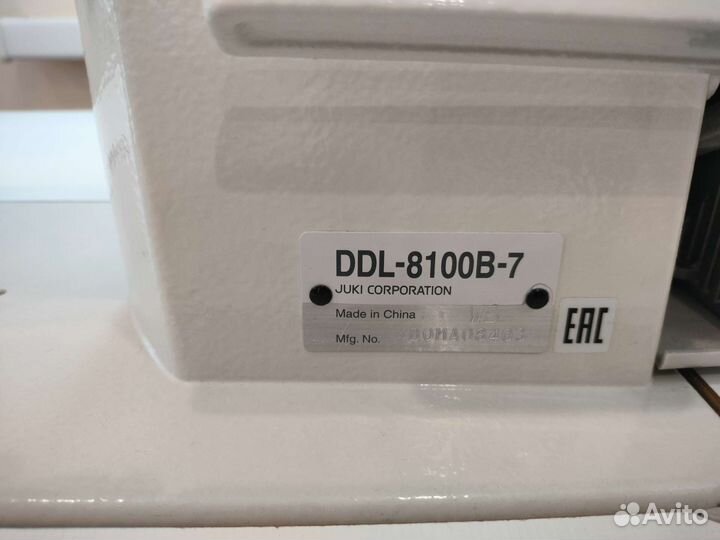 DDL-8100B-7
JUKI CORPORATION
Made in China
Mfg. No.
EAC
Avito